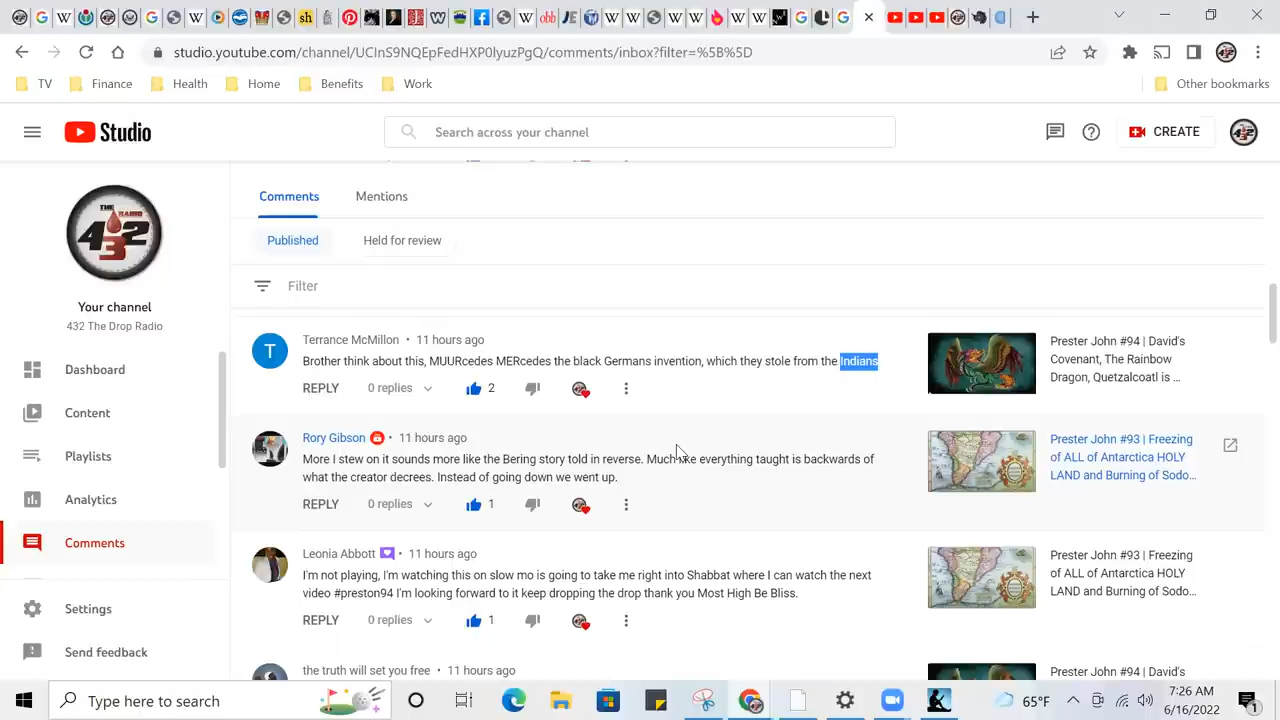 studio.youtube.com/channel/UCInS9NQEpFedHXP0lyuzPgQ/comments/inbox?filter=%5B%5D
TV
Finance
Health
Home
Benefits
Work
Other bookmarks
Studio
Search across your channel
CREATE
THE RADIO
432
Your channel
432 The Drop Radio
Dashboard
Content
Playlists
Analytics
Comments
Settings
Send feedback
Comments
Mentions
Published
Held for review
Filter
T
Terrance McMillon • 11 hours ago
Brother think about this, MUURcedes MERcedes the black Germans invention, which they stole from the Indians
REPLY
0 replies
2
Prester John #94 | David's
Covenant, The Rainbow
Dragon, Quetzalcoatl is ...
Rory Gibson • 11 hours ago
More I stew on it sounds more like the Bering story told in reverse. Much like everything taught is backwards of
what the creator decrees. Instead of going down we went up.
REPLY
0 replies
1
Prester John #93 | Freezing
of ALL of Antarctica HOLY
LAND and Burning of Sodo...
Leonia Abbott • 11 hours ago
I'm not playing, I'm watching this on slow mo is going to take me right into Shabbat where I can watch the next
video #preston94 I'm looking forward to it keep dropping the drop thank you Most High Be Bliss.
REPLY
0 replies
1
Prester John #93 | Freezing
of ALL of Antarctica HOLY
LAND and Burning of Sodo...
the truth will set you free • 11 hours ago
Prester John #94 | David's
Type here to search
65°F
7:26 AM
6/16/2022
1